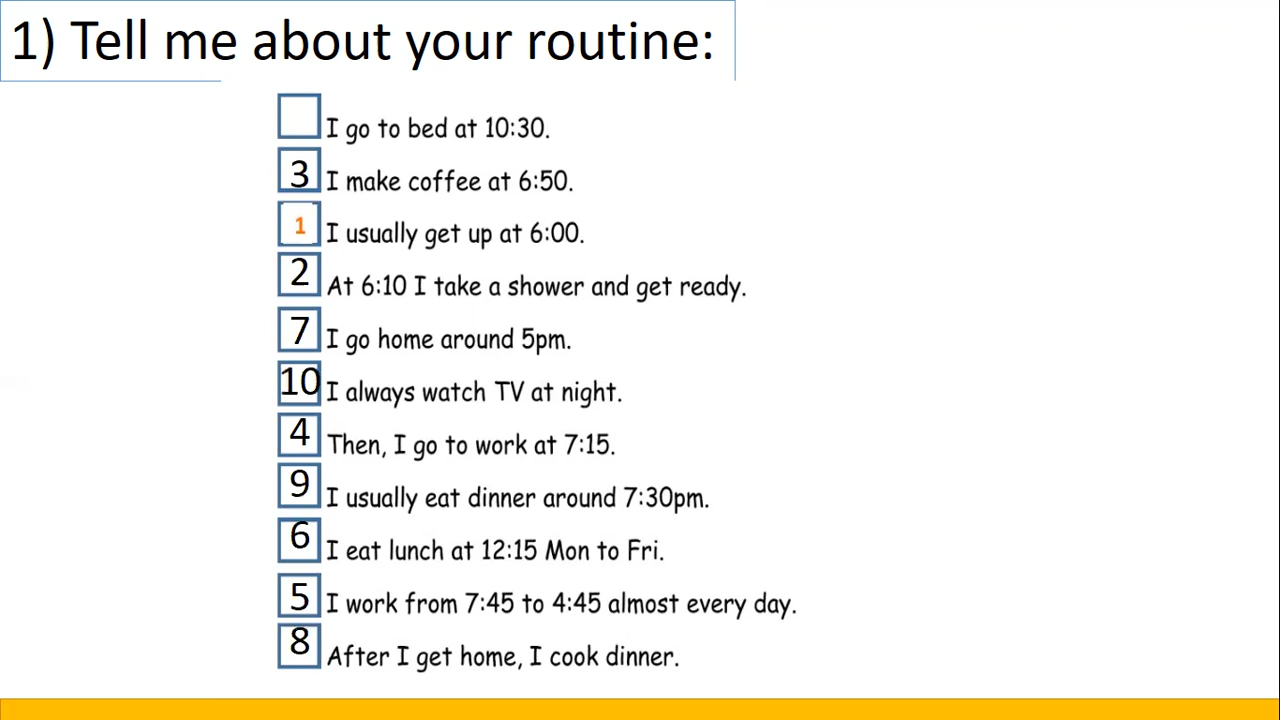 1) Tell me about your routine:
I go to bed at 10:30.
3 I make coffee at 6:50.
1 I usually get up at 6:00.
2 At 6:10 I take a shower and get ready.
7 I go home around 5pm.
10 I always watch TV at night.
4 Then, I go to work at 7:15.
9 I usually eat dinner around 7:30pm.
6 I eat lunch at 12:15 Mon to Fri.
5 I work from 7:45 to 4:45 almost every day.
8 After I get home, I cook dinner.